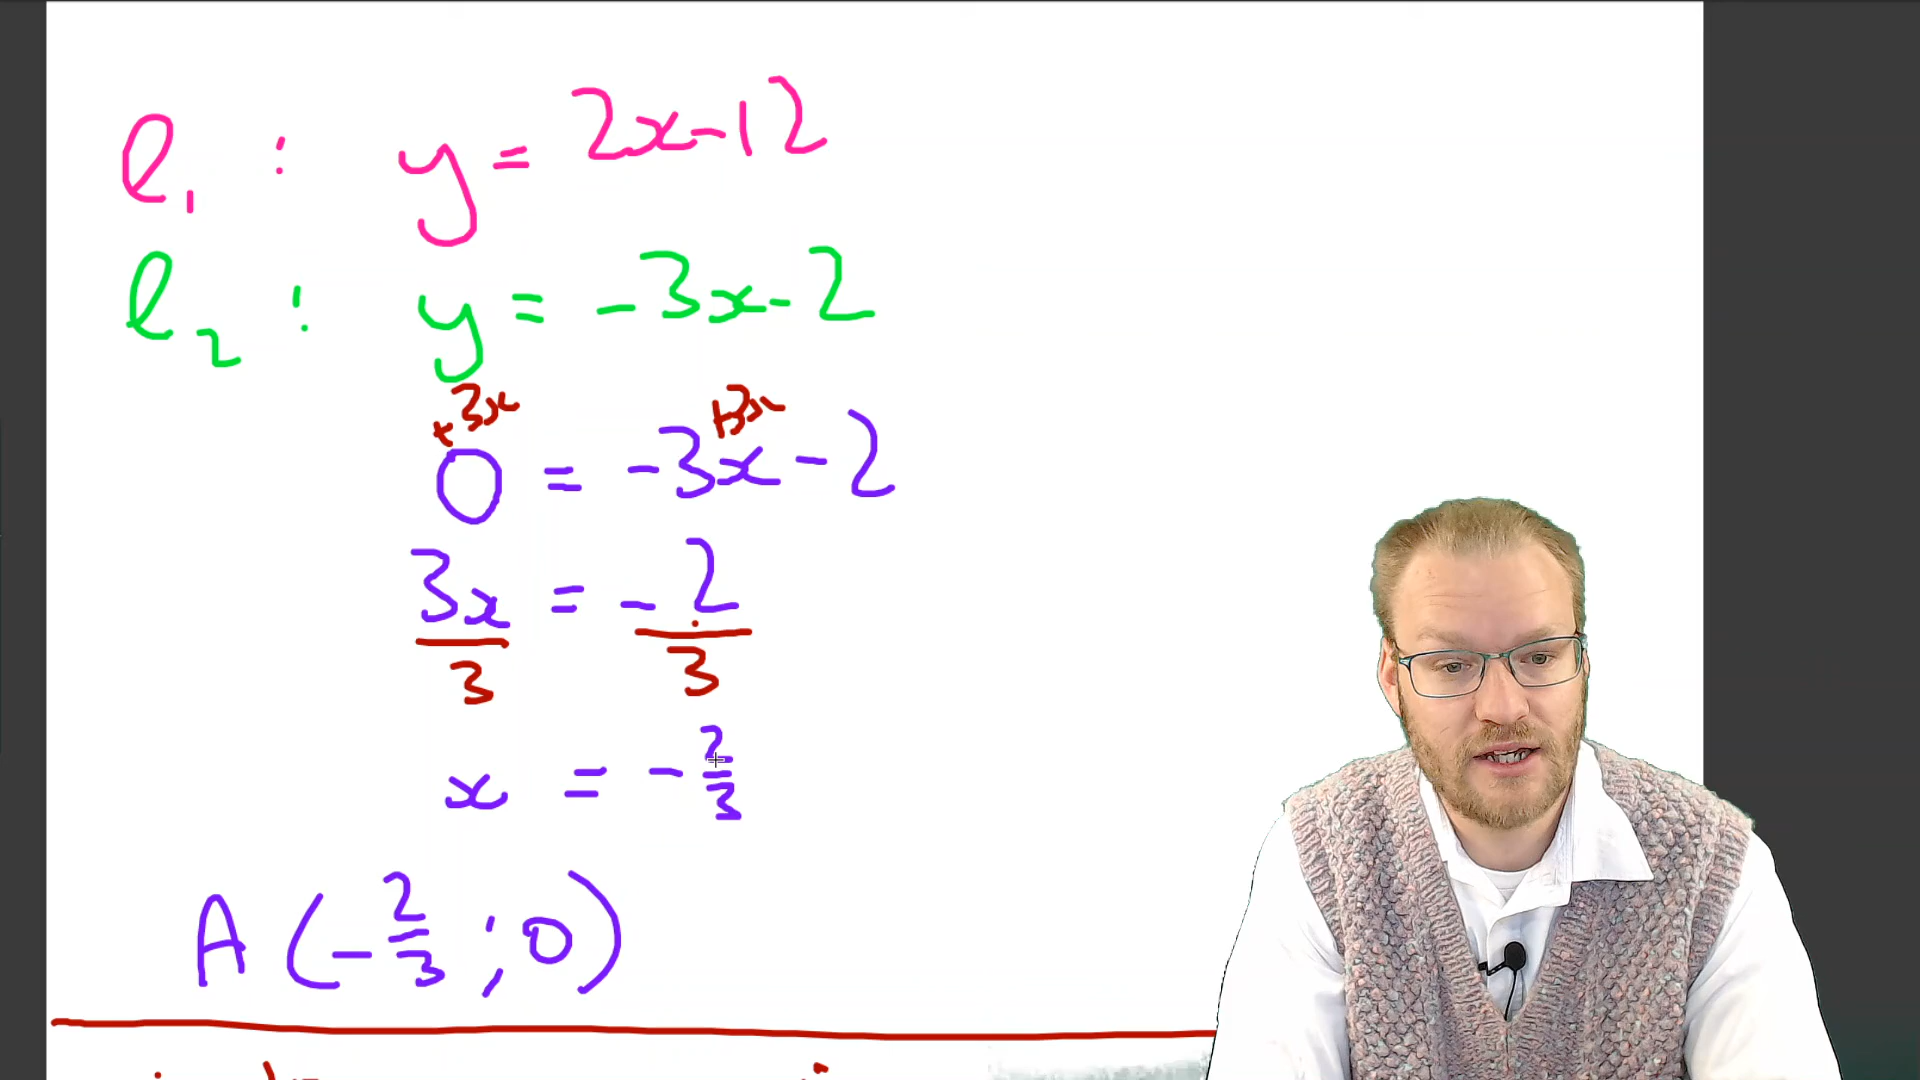 l₁ : y = 2x-12
l₂ : y = -3x-2
+3x +3x
0 = -3x-2
3x = -2
3 3
x = -2/3
A(-2/3 ; 0)